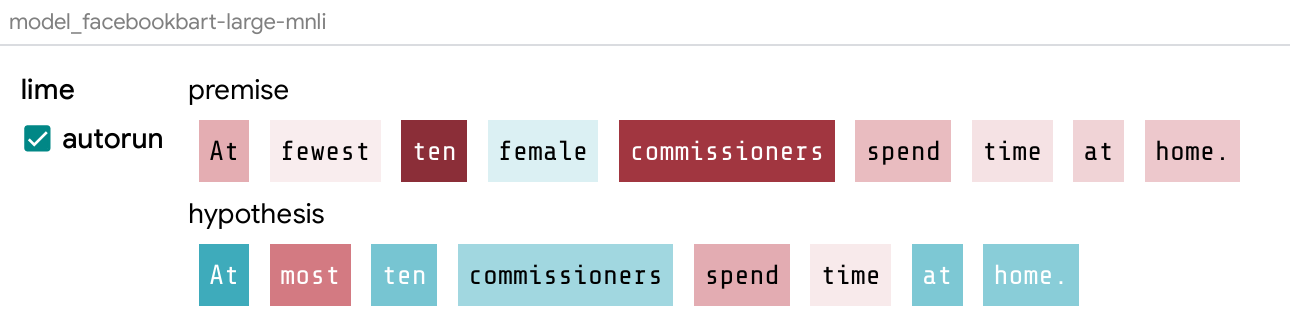 model_facebookbart-large-mnli
lime
premise
autorun
At fewest ten female commissioners spend time at home.
hypothesis
At most ten commissioners spend time at home.